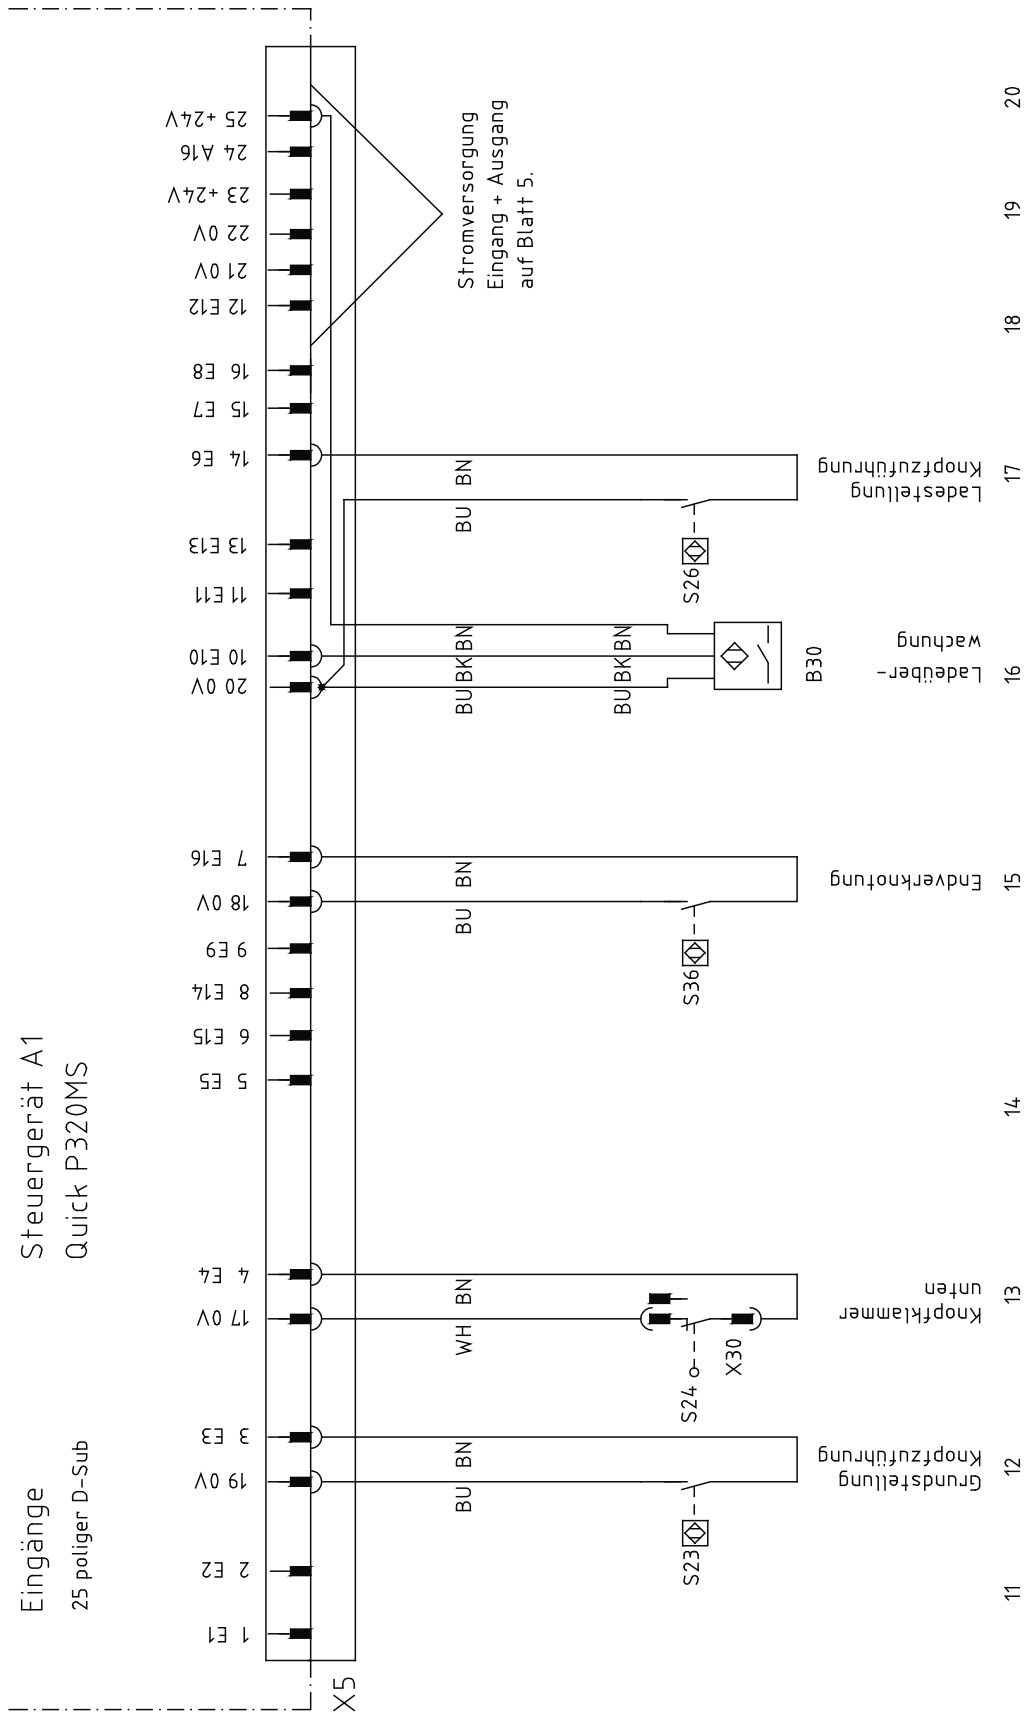 Eingänge
25 poliger D-Sub
Steuergerät A1
Quick P320MS
X5
1 E1
2 E2
19 0V
3 E3
17 0V
4 E4
5 E5
6 E15
8 E14
9 E9
18 0V
7 E16
20 0V
10 E10
11 E11
13 E13
14 E6
15 E7
16 E8
12 E12
21 0V
22 0V
23 +24V
24 A16
25 +24V
Stromversorgung
Eingang + Ausgang
auf Blatt 5.
BU BN
WH BN
BU BN
BU BK BN
BU BN
BU BK BN
S23
S24
X30
S36
B30
S26
Grundstellung
Knopfzuführung
Knopfklammer
unten
Endverknotung
Ladeüber-
wachung
Ladestellung
Knopfzuführung
11 12 13 14 15 16 17 18 19 20